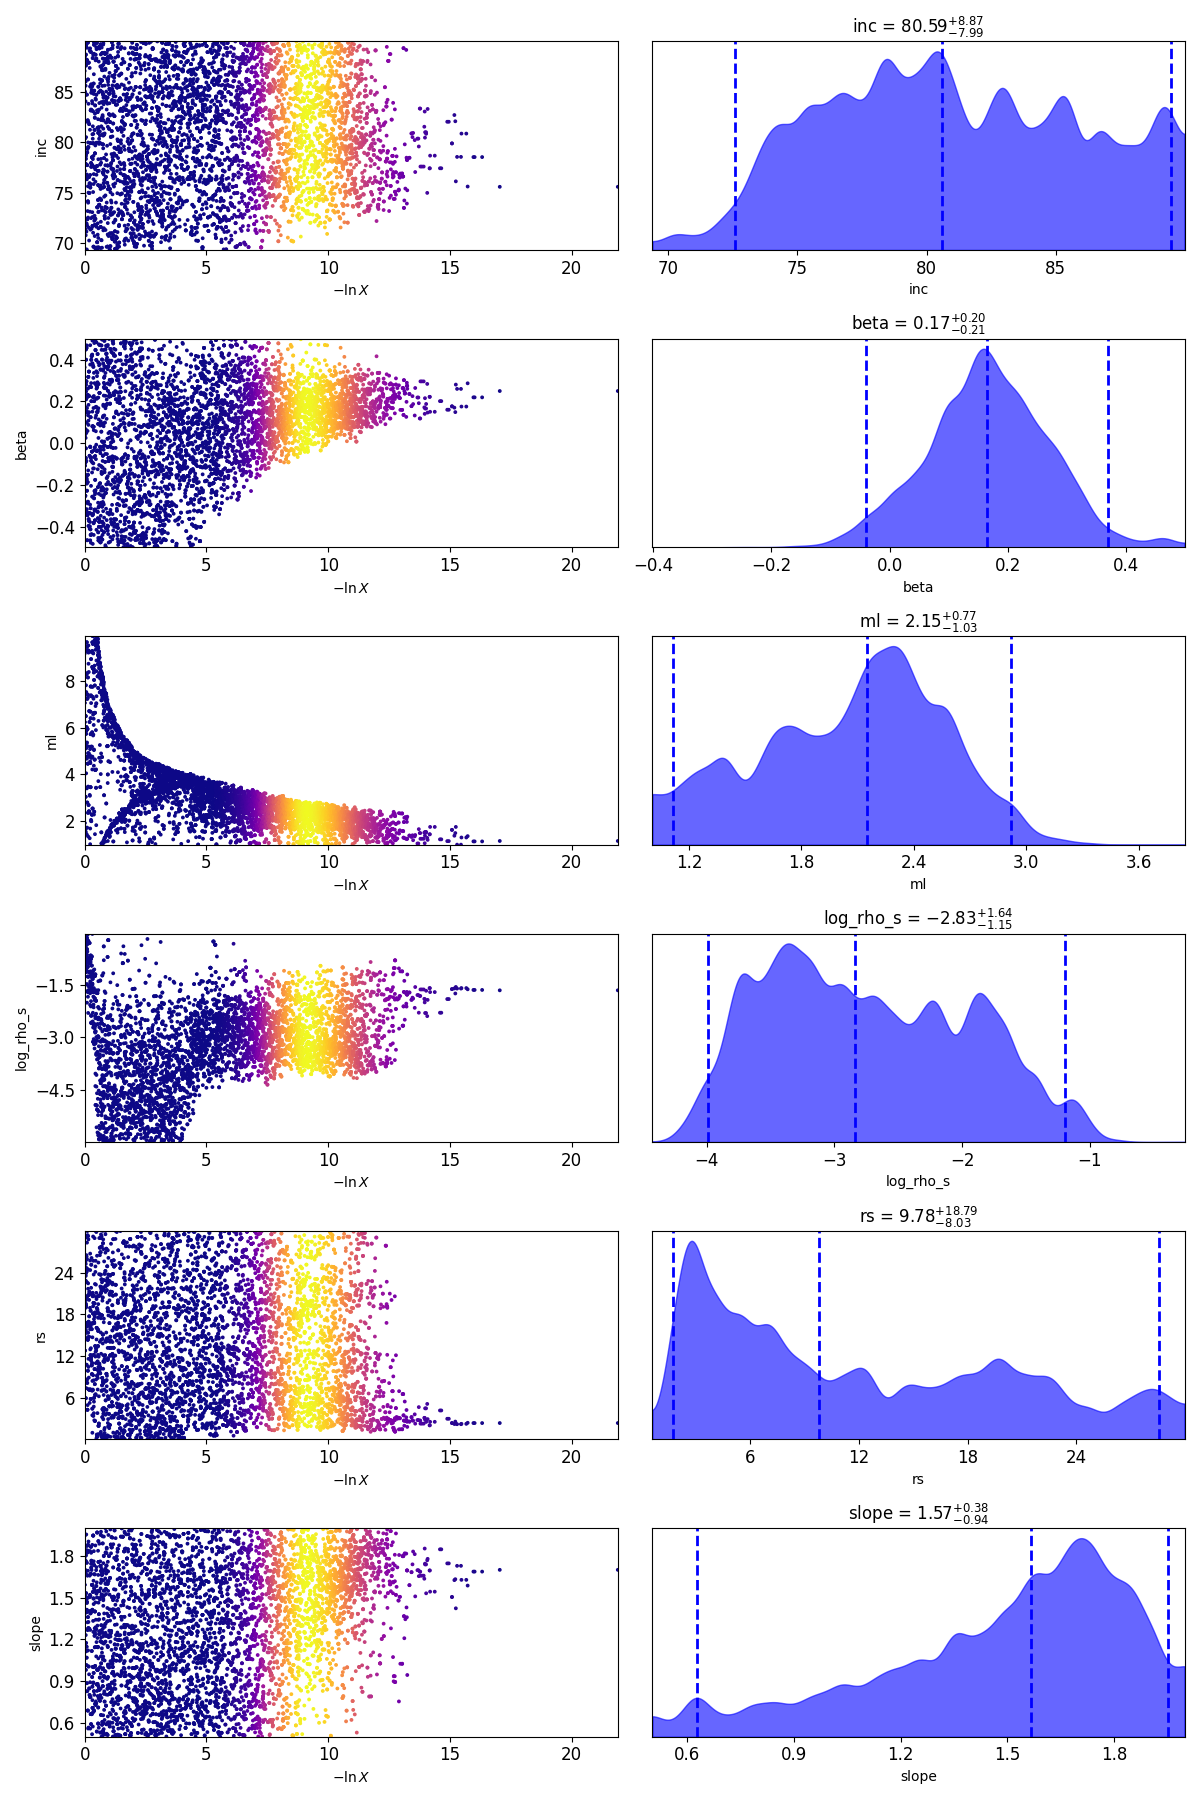 inc = 80.59+8.87−7.99
inc
85
80
75
70
0 5 10 15 20
−ln X
70 75 80 85
inc
beta = 0.17+0.20−0.21
beta
0.4
0.2
0.0
−0.2
−0.4
0 5 10 15 20
−ln X
−0.4 −0.2 0.0 0.2 0.4
beta
ml = 2.15+0.77−1.03
ml
8
6
4
2
0 5 10 15 20
−ln X
1.2 1.8 2.4 3.0 3.6
ml
log_rho_s = −2.83+1.64−1.15
log_rho_s
−1.5
−3.0
−4.5
0 5 10 15 20
−ln X
−4 −3 −2 −1
log_rho_s
rs = 9.78+18.79−8.03
rs
24
18
12
6
0 5 10 15 20
−ln X
6 12 18 24
rs
slope = 1.57+0.38−0.94
slope
1.8
1.5
1.2
0.9
0.6
0 5 10 15 20
−ln X
0.6 0.9 1.2 1.5 1.8
slope